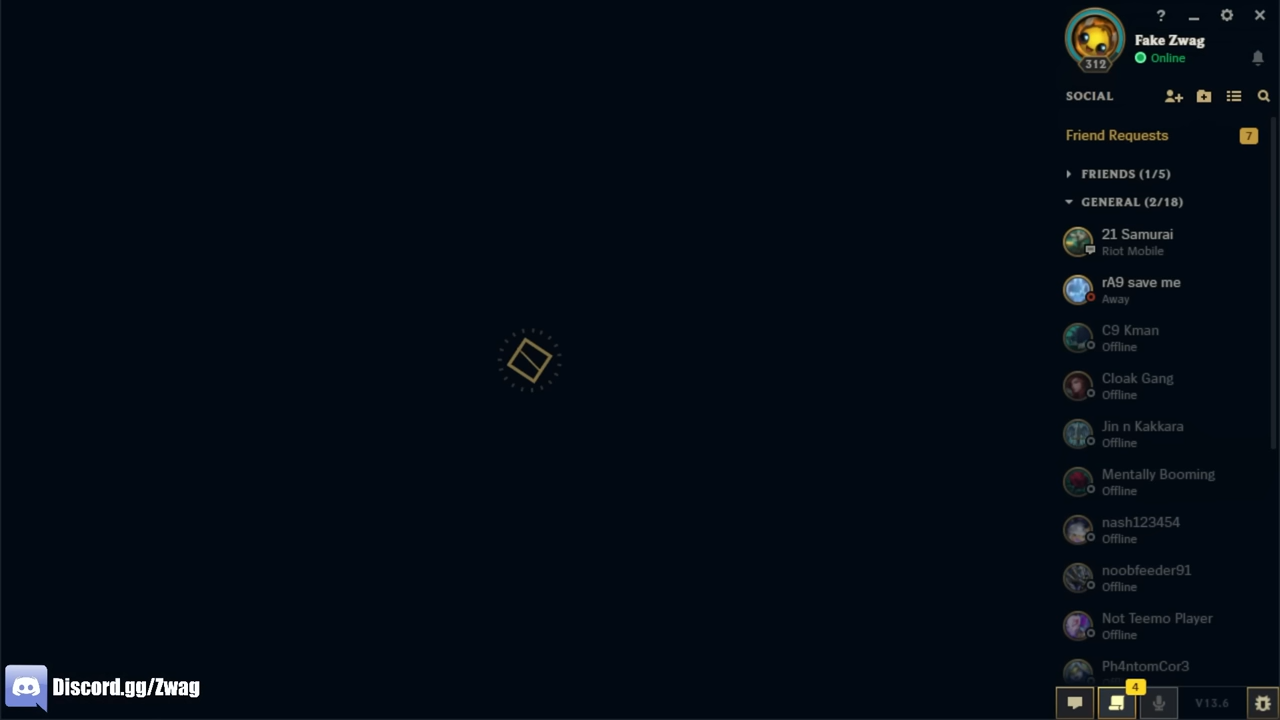 ?
Fake Zwag
Online
312
SOCIAL
Friend Requests
7
FRIENDS (1/5)
GENERAL (2/18)
21 Samurai
Riot Mobile
rA9 save me
Away
C9 Kman
Offline
Cloak Gang
Offline
Jin n Kakkara
Offline
Mentally Booming
Offline
nash123454
Offline
noobfeeder91
Offline
Not Teemo Player
Offline
Ph4ntomCor3
Discord.gg/Zwag
4
V13.6